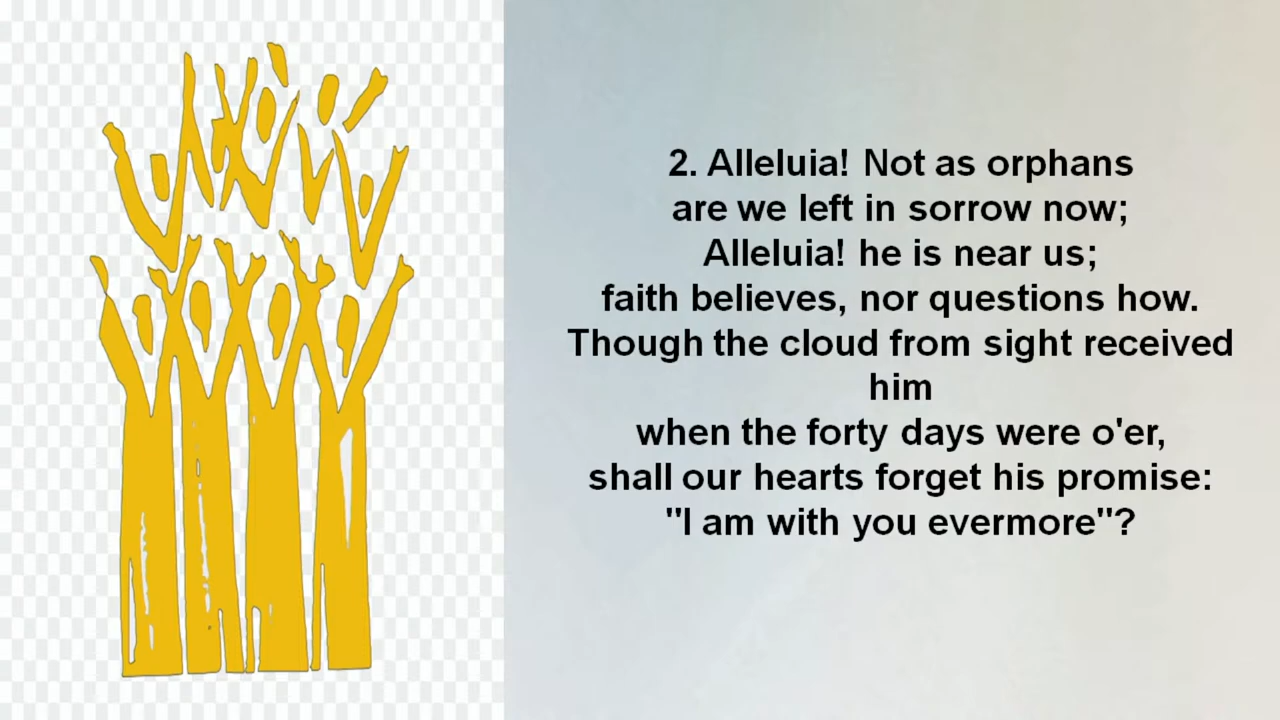 2. Alleluia! Not as orphans
are we left in sorrow now;
Alleluia! he is near us;
faith believes, nor questions how.
Though the cloud from sight received
him
when the forty days were o'er,
shall our hearts forget his promise:
"I am with you evermore"?